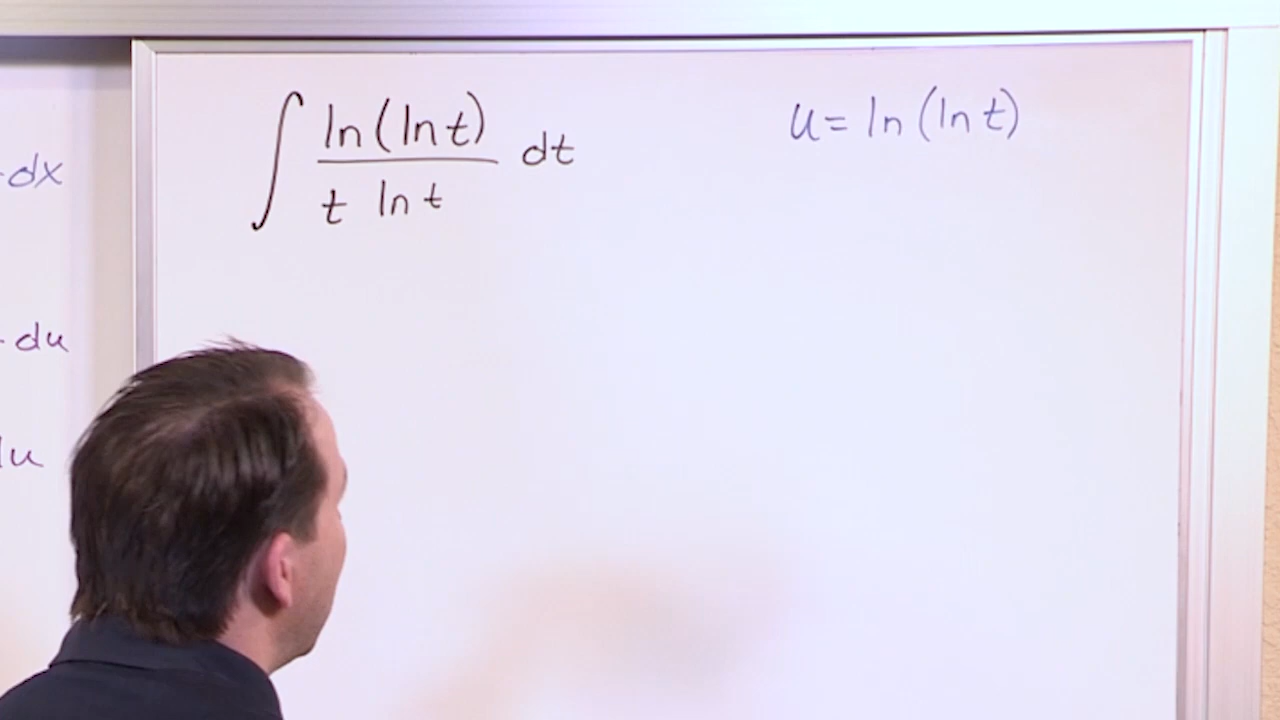 dx
du
du
∫ ln(ln t) / (t ln t) dt
u = ln (ln t)